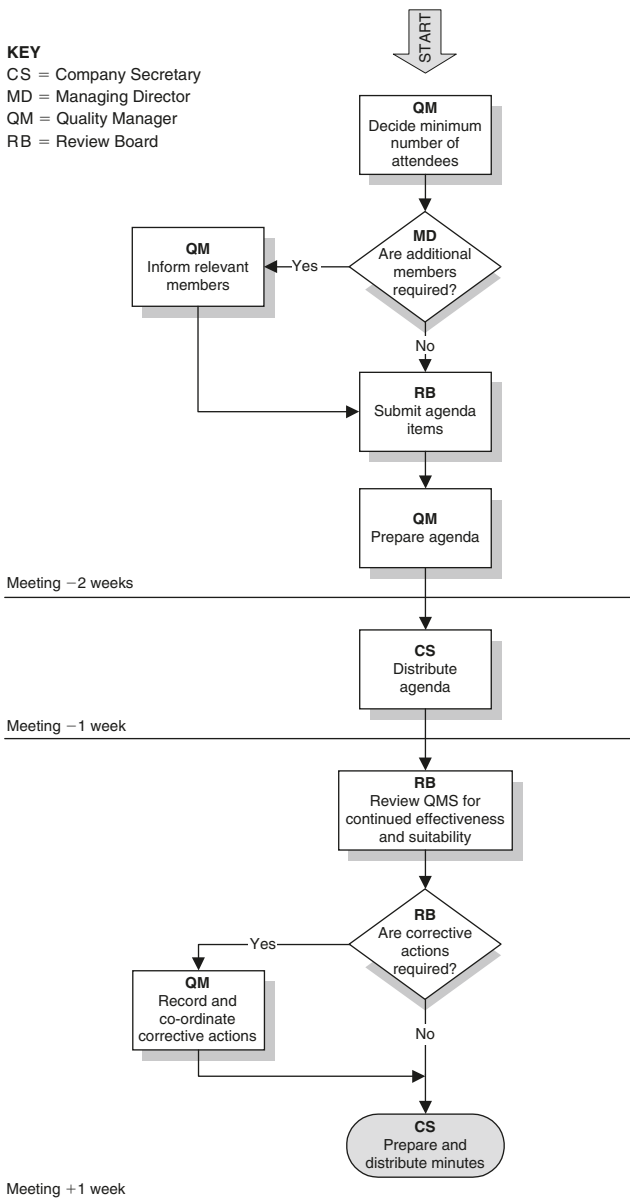 START
KEY
CS = Company Secretary
MD = Managing Director
QM = Quality Manager
RB = Review Board
QM
Decide minimum
number of
attendees
MD
Are additional
members
required?
Yes
QM
Inform relevant
members
No
RB
Submit agenda
items
QM
Prepare agenda
Meeting −2 weeks
CS
Distribute
agenda
Meeting −1 week
RB
Review QMS for
continued effectiveness
and suitability
RB
Are corrective
actions
required?
Yes
QM
Record and
co-ordinate
corrective actions
No
CS
Prepare and
distribute minutes
Meeting +1 week